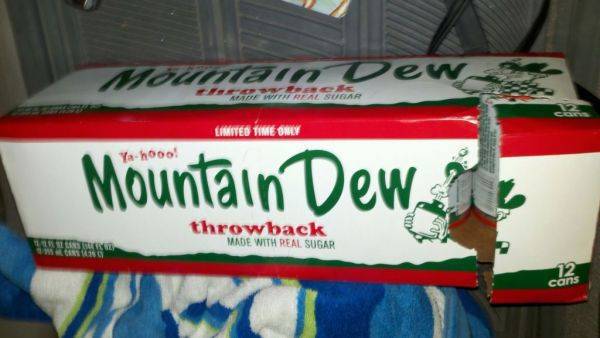 Mountain Dew
throwback
MADE WITH REAL SUGAR
12
cans
LIMITED TIME ONLY
Ya-hooo!
Mountain Dew
throwback
MADE WITH REAL SUGAR
12
cans